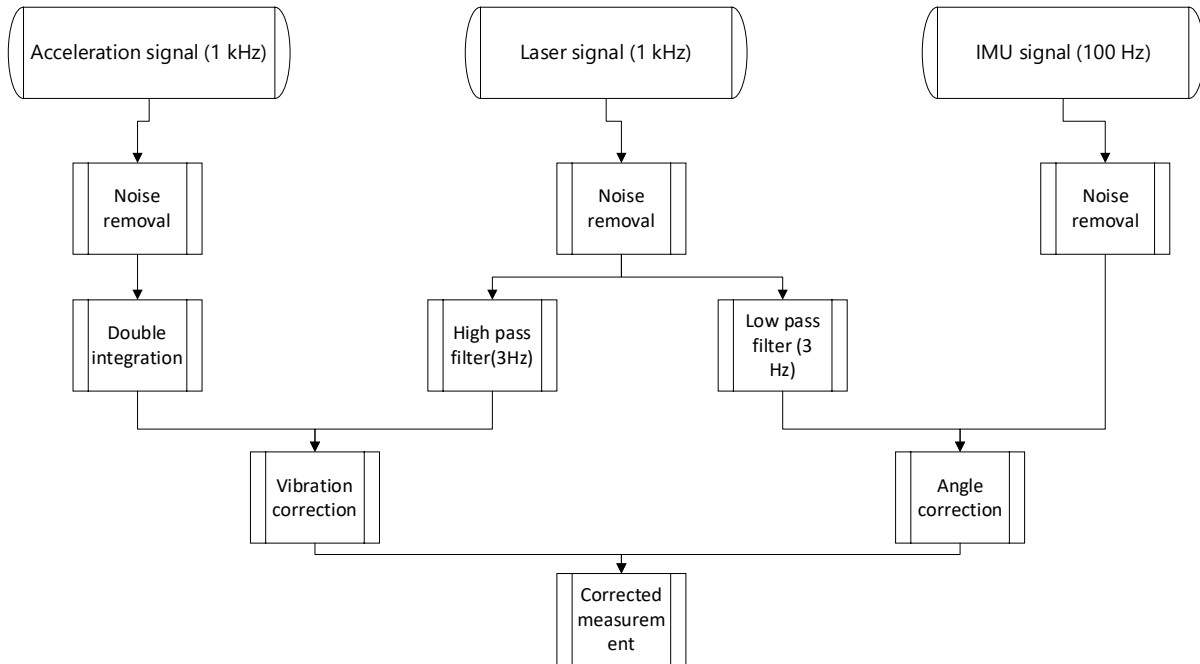 Acceleration signal (1 kHz)
Laser signal (1 kHz)
IMU signal (100 Hz)
Noise
removal
Noise
removal
Noise
removal
Double
integration
High pass
filter(3Hz)
Low pass
filter (3
Hz)
Vibration
correction
Angle
correction
Corrected
measurem
ent